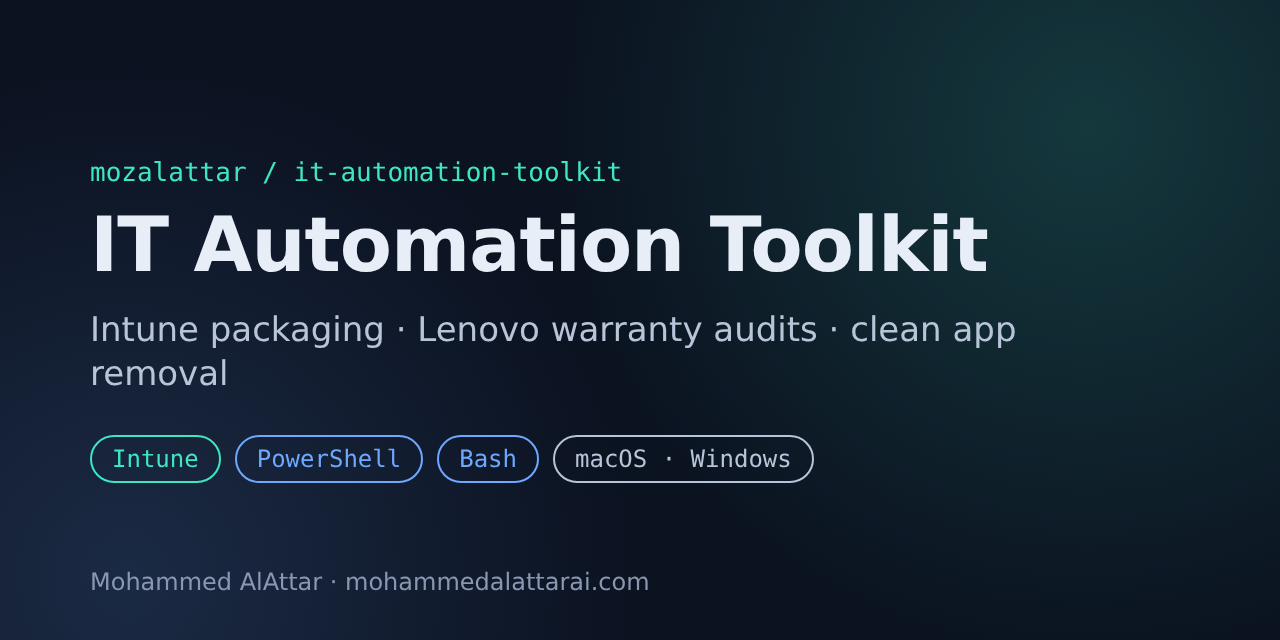 mozalattar / it-automation-toolkit
IT Automation Toolkit
Intune packaging · Lenovo warranty audits · clean app
removal
Intune PowerShell Bash macOS · Windows
Mohammed AlAttar · mohammedalattarai.com